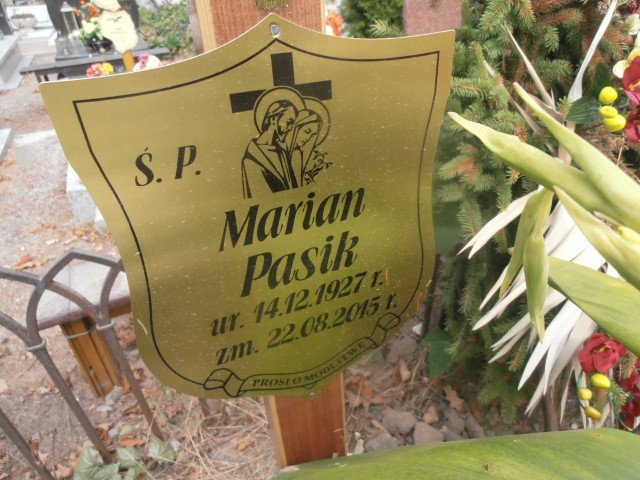 Ś. P.
Marian
Pasik
ur. 14.12.1927 r.
zm. 22.08.2015 r.
PROSI O MODLITWĘ